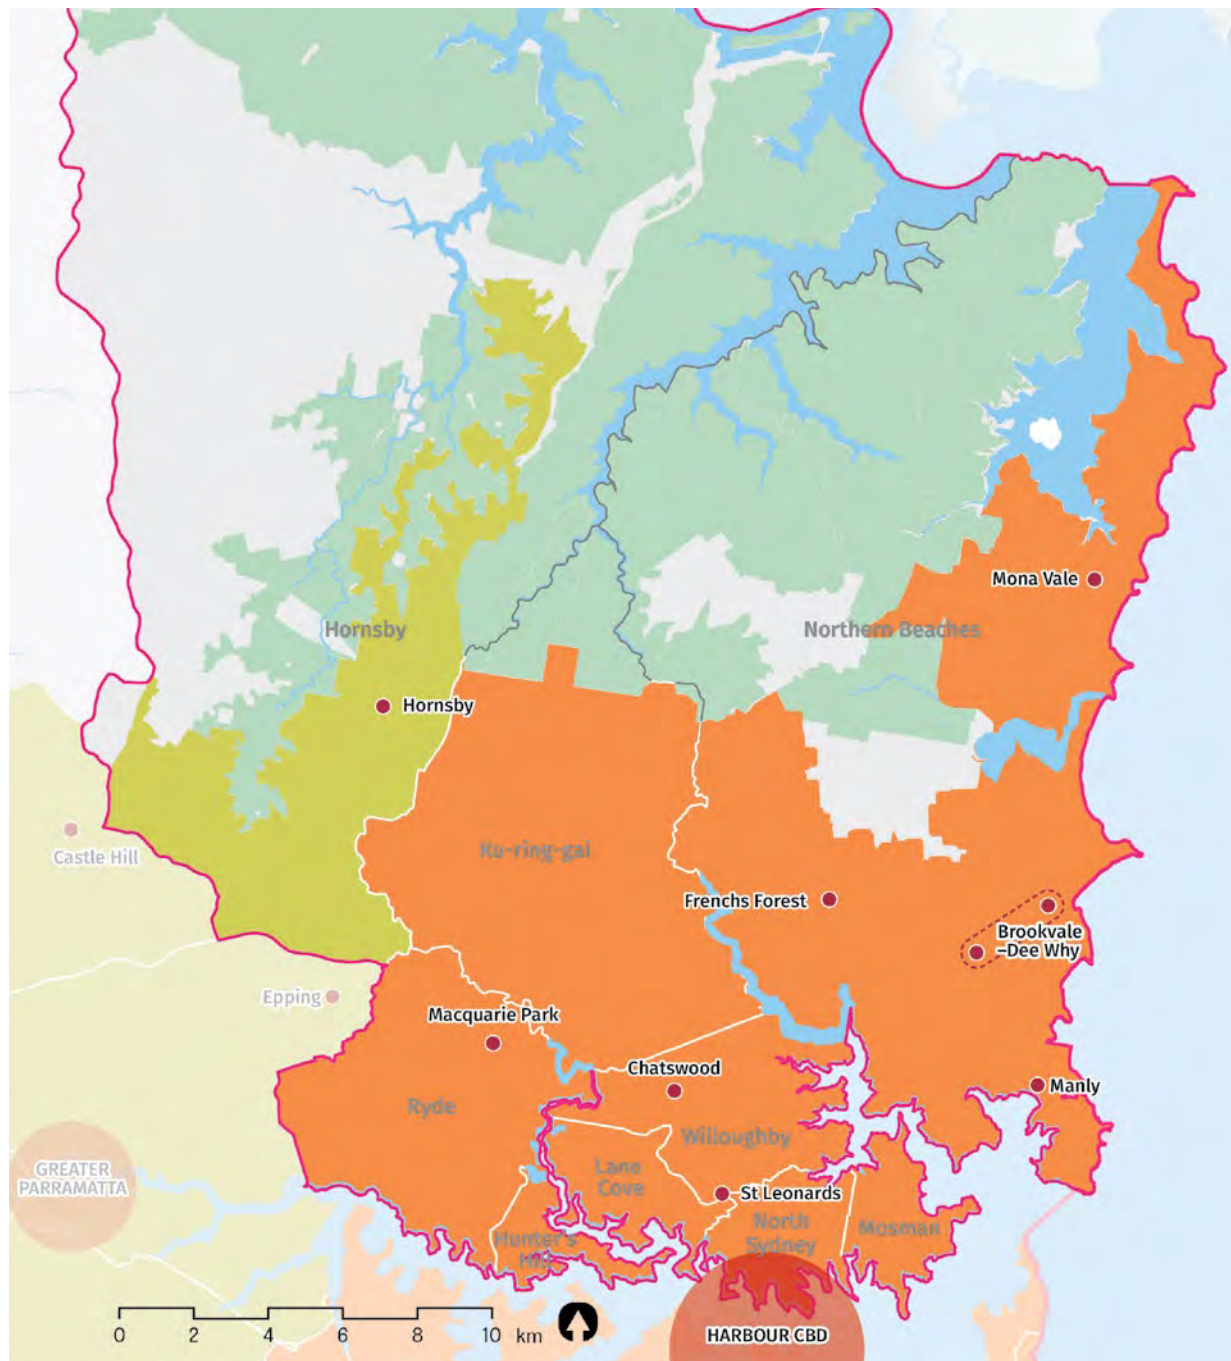 Mona Vale
Hornsby
Northern Beaches
Hornsby
Ku-ring-gai
Castle Hill
Frenchs Forest
Brookvale
–Dee Why
Epping
Macquarie Park
Chatswood
Manly
Ryde
Willoughby
GREATER
PARRAMATTA
Lane
Cove
St Leonards
North
Sydney
Mosman
Hunter's
Hill
HARBOUR CBD
0 2 4 6 8 10 km